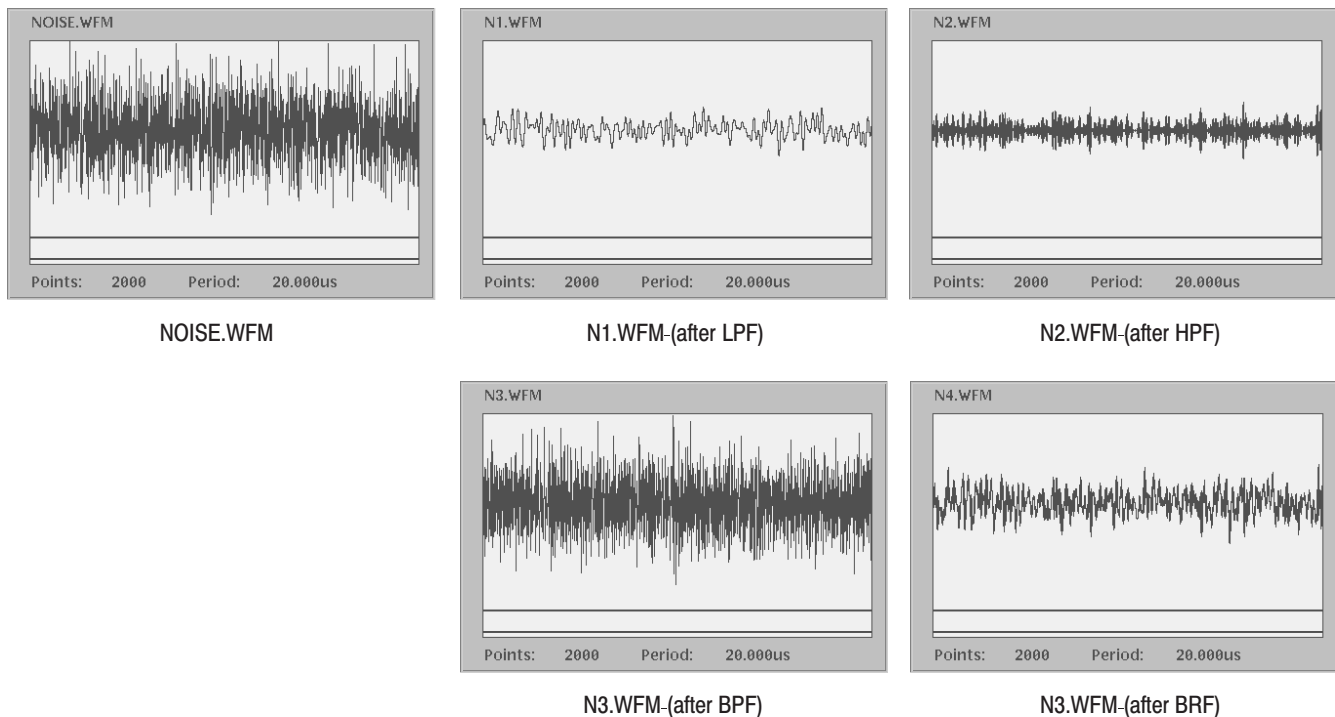 NOISE.WFM
Points: 2000 Period: 20.000us
NOISE.WFM
N1.WFM
Points: 2000 Period: 20.000us
N1.WFM-(after LPF)
N2.WFM
Points: 2000 Period: 20.000us
N2.WFM-(after HPF)
N3.WFM
Points: 2000 Period: 20.000us
N3.WFM-(after BPF)
N4.WFM
Points: 2000 Period: 20.000us
N3.WFM-(after BRF)